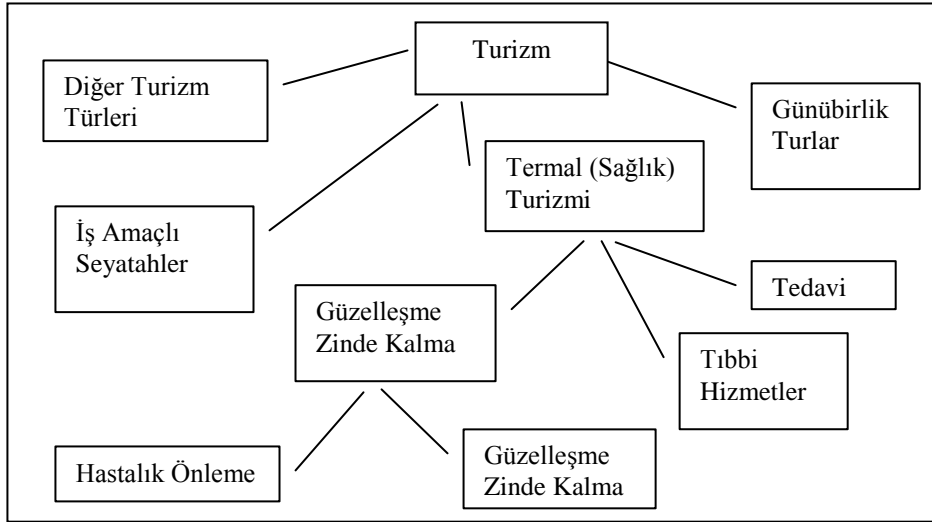 Turizm
Diğer Turizm
Türleri
Günübirlik
Turlar
Termal (Sağlık)
Turizmi
İş Amaçlı
Seyatahler
Tedavi
Güzelleşme
Zinde Kalma
Tıbbi
Hizmetler
Hastalık Önleme
Güzelleşme
Zinde Kalma